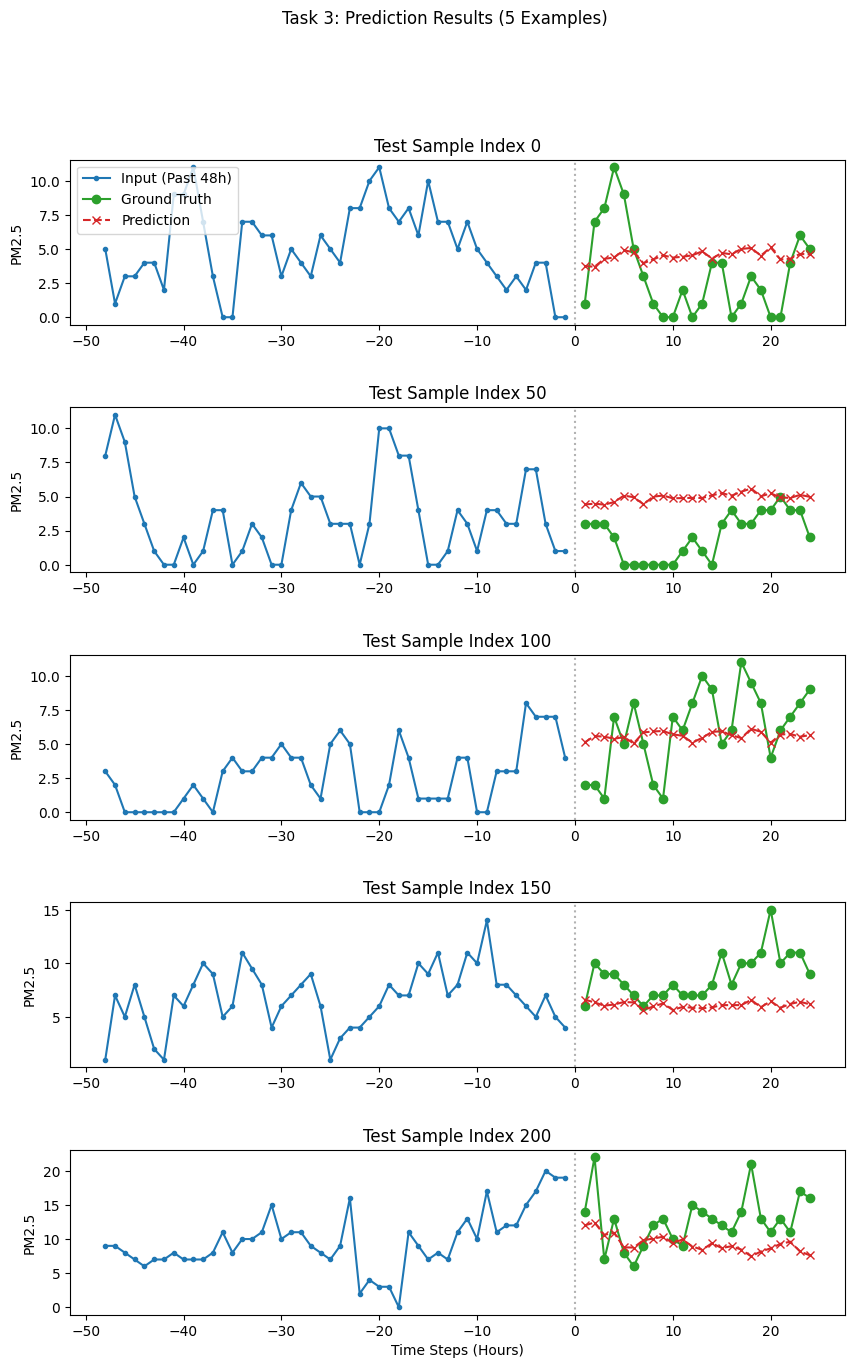 Task 3: Prediction Results (5 Examples)
Test Sample Index 0
Input (Past 48h)
Ground Truth
Prediction
PM2.5
10.0
7.5
5.0
2.5
0.0
−50 −40 −30 −20 −10 0 10 20
Test Sample Index 50
PM2.5
10.0
7.5
5.0
2.5
0.0
−50 −40 −30 −20 −10 0 10 20
Test Sample Index 100
PM2.5
10.0
7.5
5.0
2.5
0.0
−50 −40 −30 −20 −10 0 10 20
Test Sample Index 150
PM2.5
15
10
5
−50 −40 −30 −20 −10 0 10 20
Test Sample Index 200
PM2.5
20
15
10
5
0
−50 −40 −30 −20 −10 0 10 20
Time Steps (Hours)